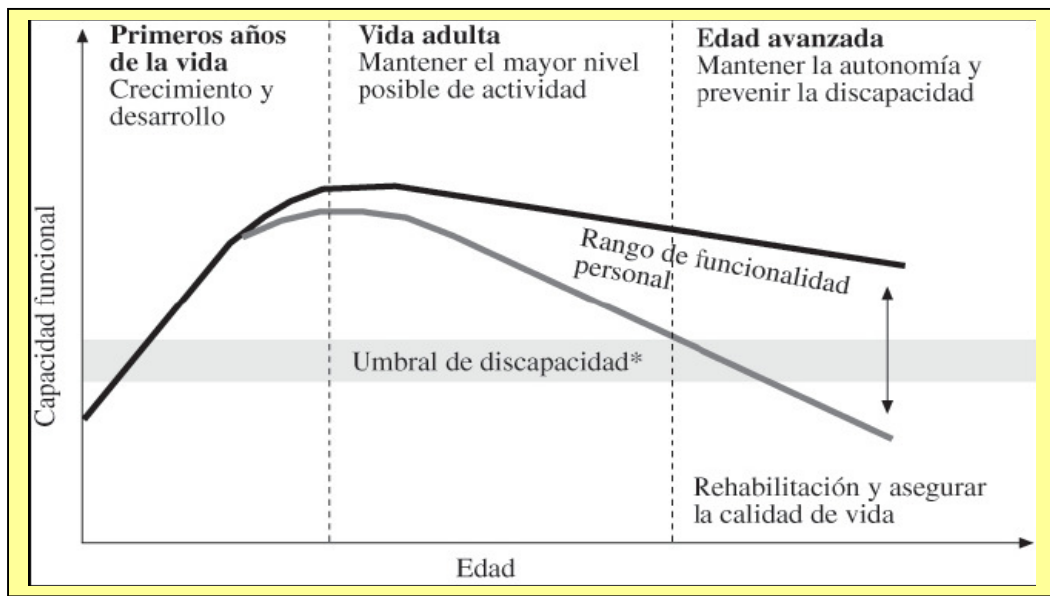 Primeros años
de la vida
Crecimiento y
desarrollo
Vida adulta
Mantener el mayor nivel
posible de actividad
Edad avanzada
Mantener la autonomía y
prevenir la discapacidad
Capacidad funcional
Rango de funcionalidad
personal
Umbral de discapacidad*
Rehabilitación y asegurar
la calidad de vida
Edad